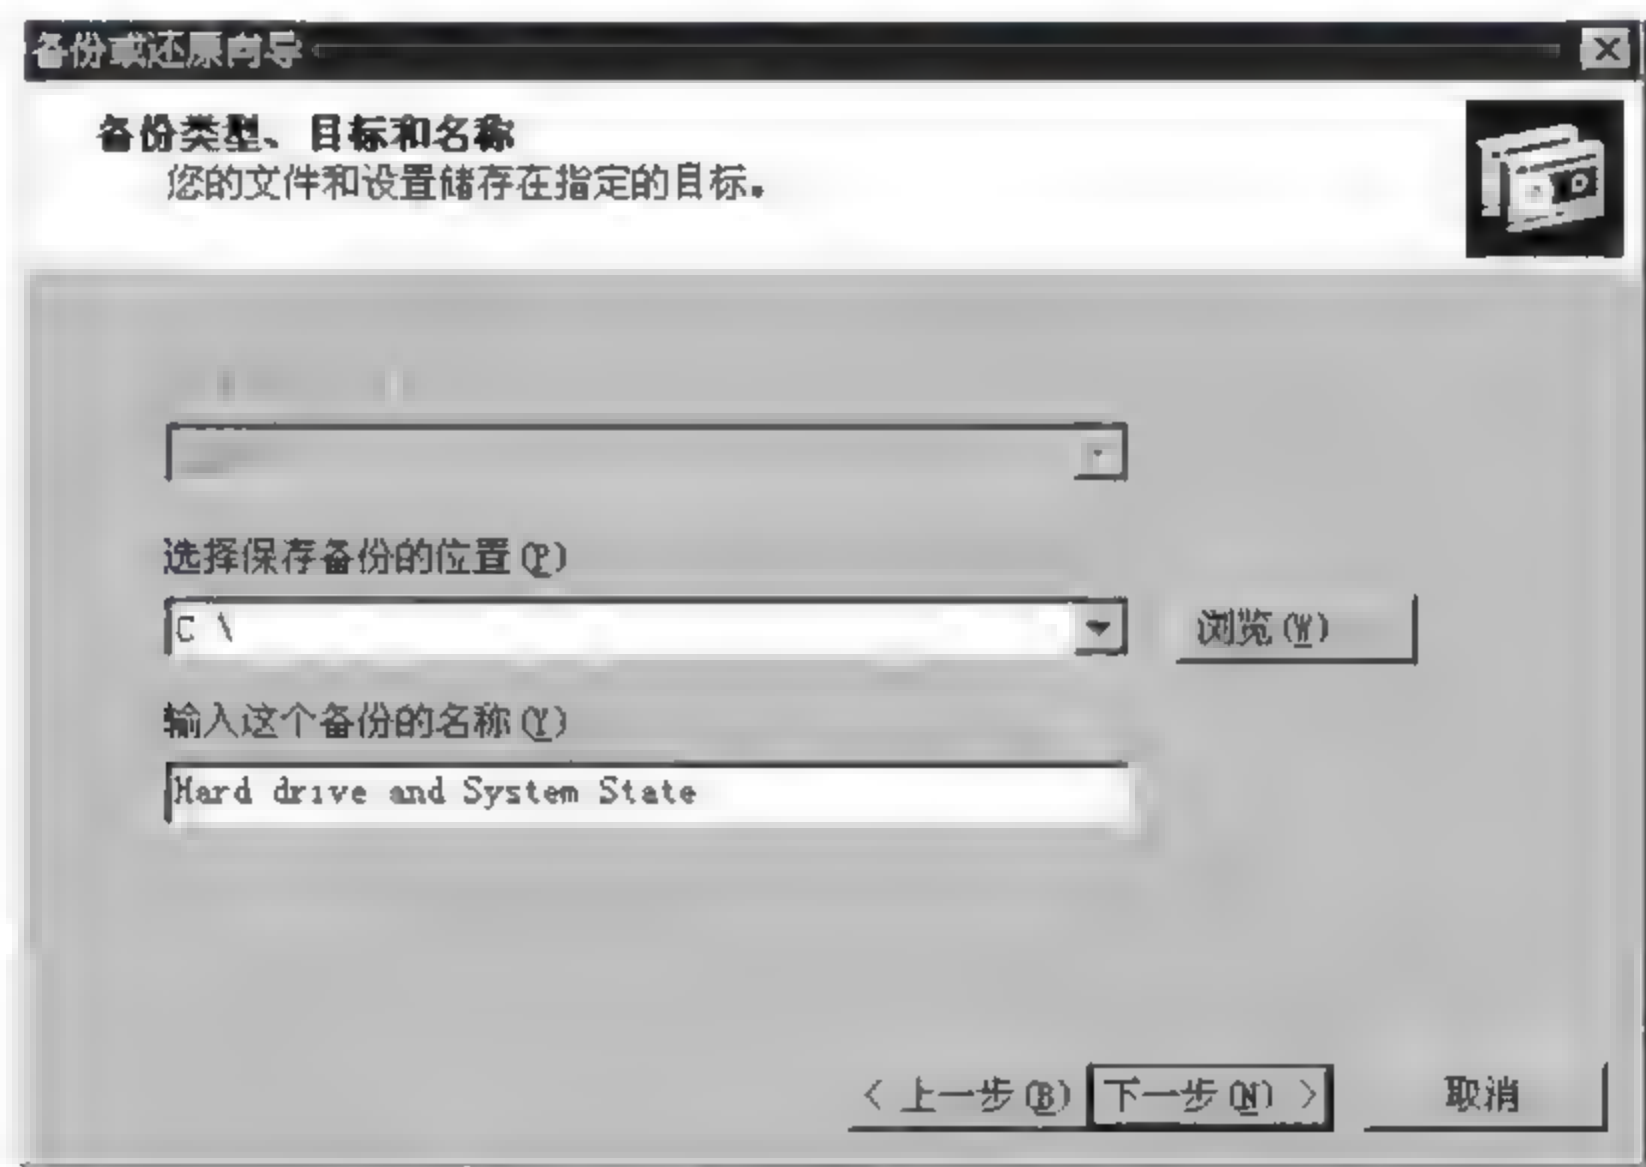 备份或还原向导
备份类型、目标和名称
您的文件和设置储存在指定的目标。
选择保存备份的位置(P)
C \
浏览(W)
输入这个备份的名称(Y)
Hard drive and System State
< 上一步(B) 下一步(N) > 取消